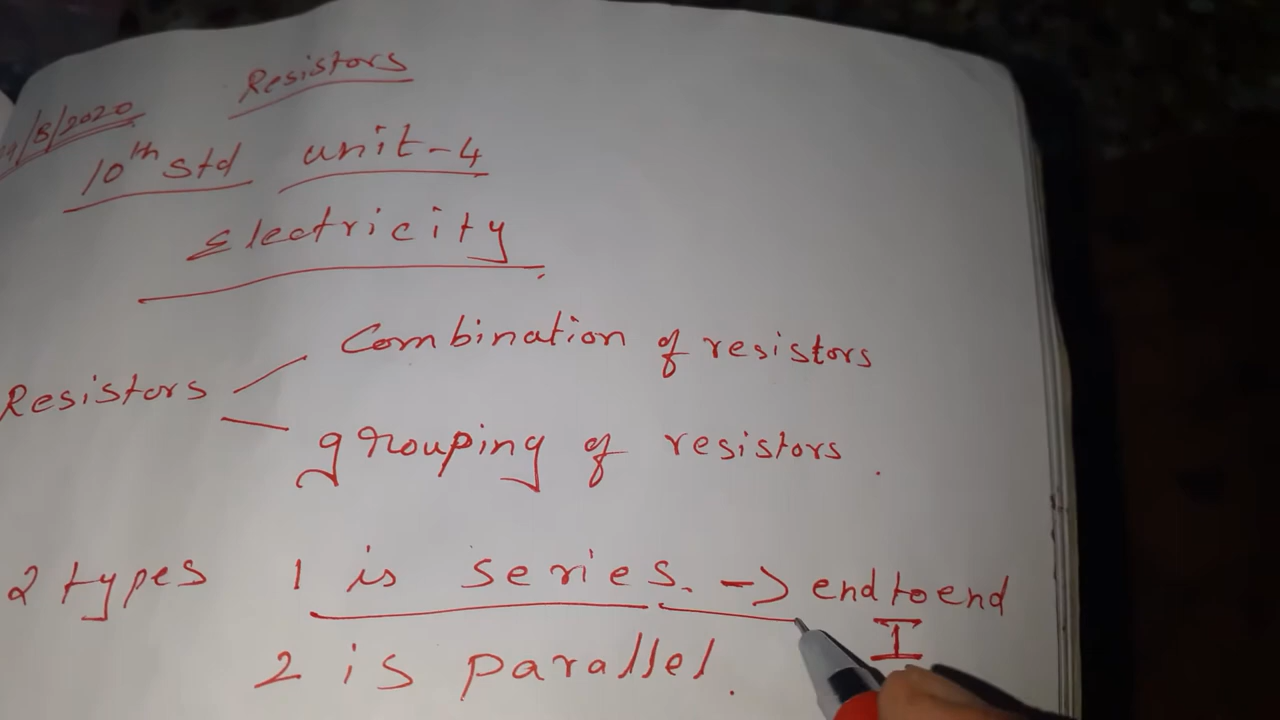 Resistors
/8/2020
10th std unit-4
Electricity
Combination of resistors
Resistors
grouping of resistors.
2 types 1 is series. -> end to end
I
2 is parallel.